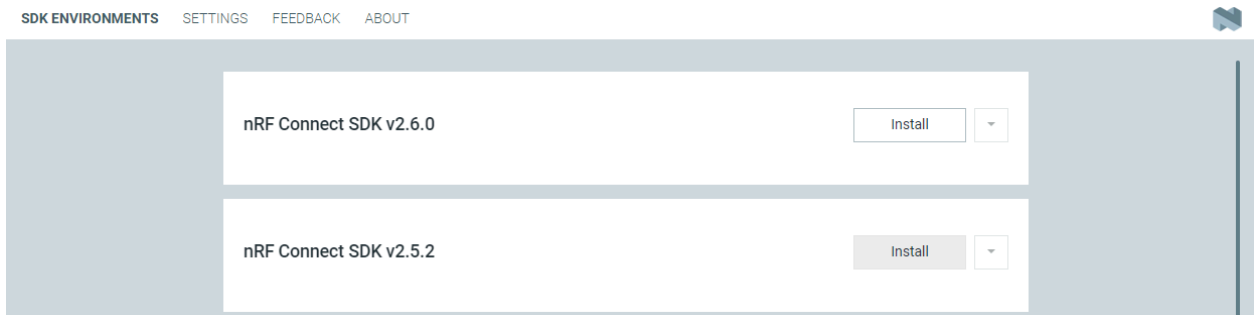 SDK ENVIRONMENTS SETTINGS FEEDBACK ABOUT
nRF Connect SDK v2.6.0 Install
nRF Connect SDK v2.5.2 Install